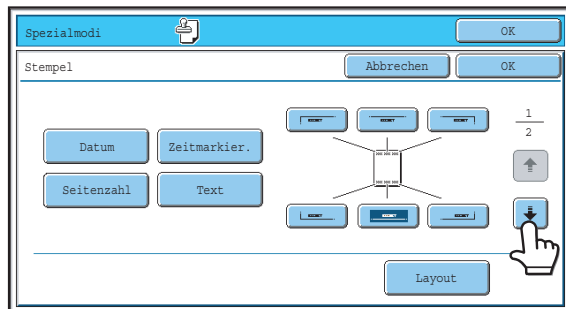 Spezialmodi OK
Stempel Abbrechen OK
Datum Zeitmarkier.
Seitenzahl Text
1
2
Layout